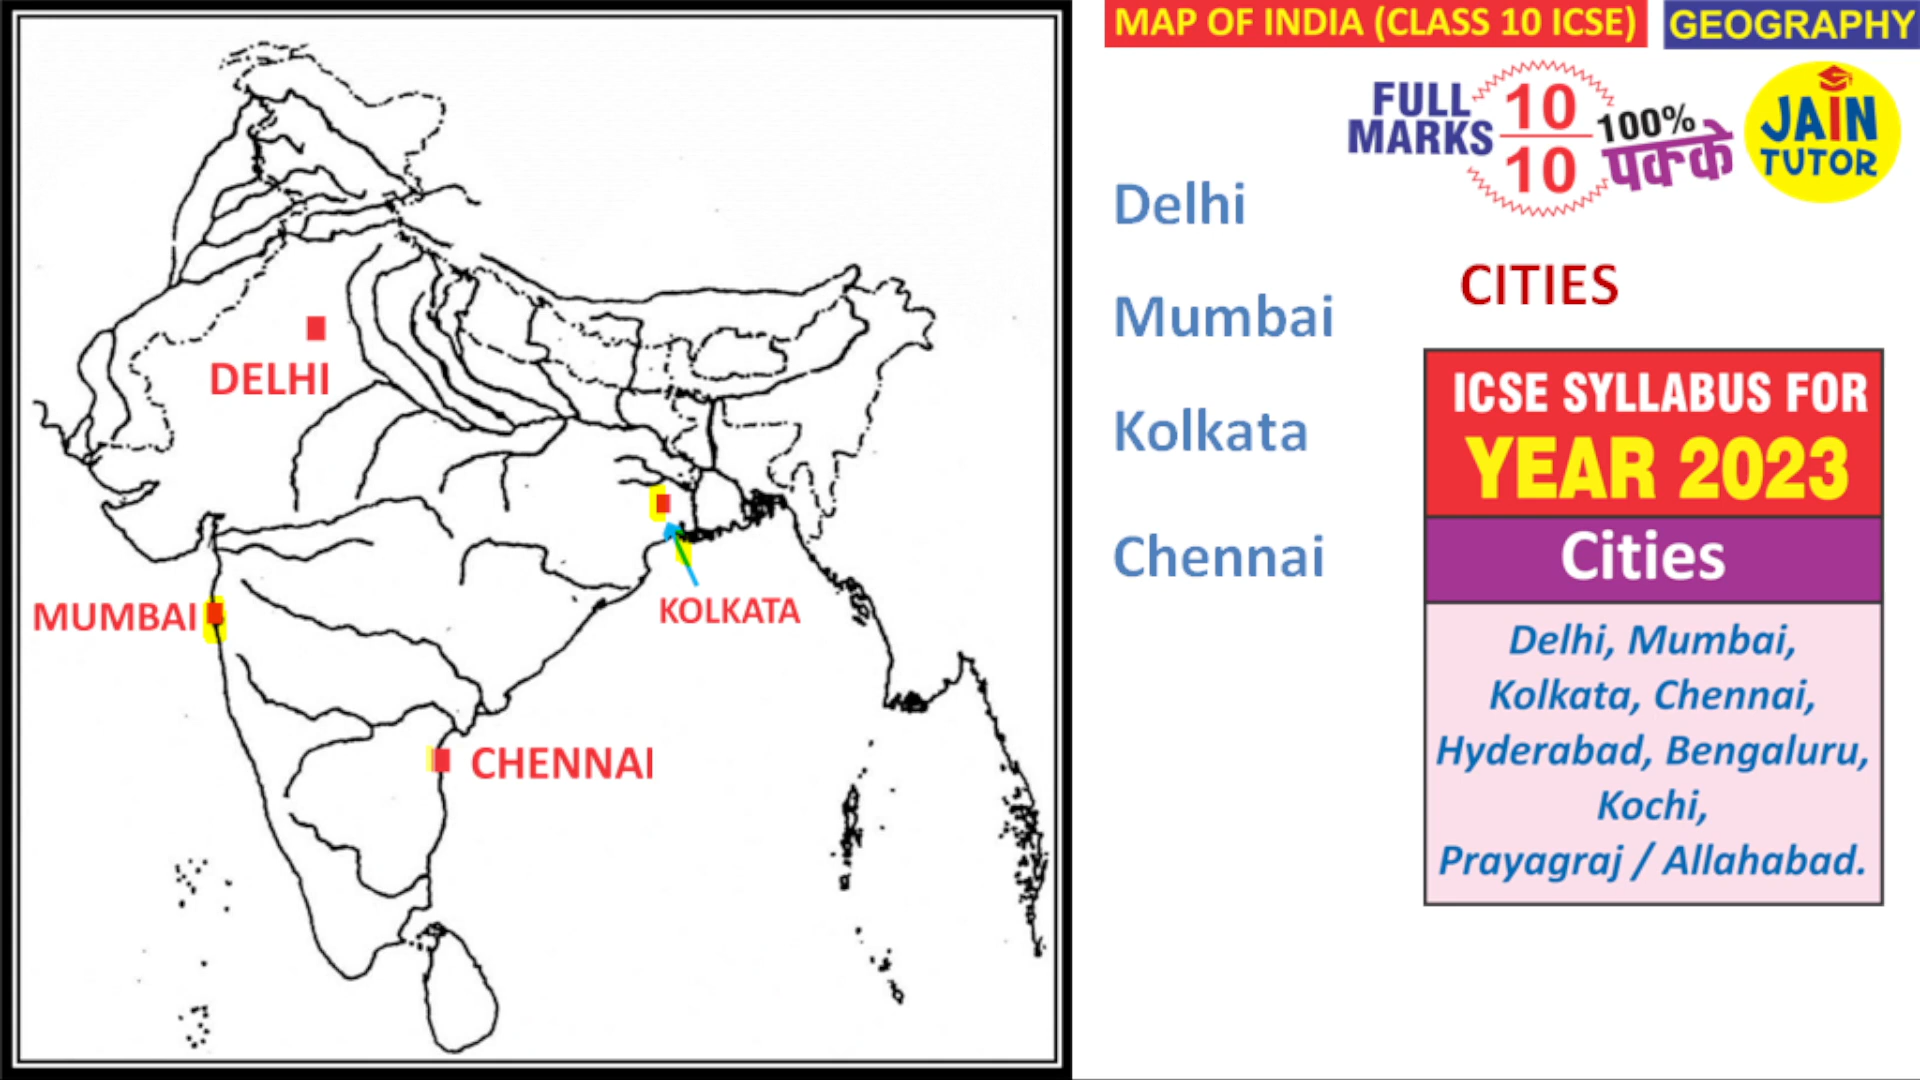 MAP OF INDIA (CLASS 10 ICSE)
GEOGRAPHY
FULL
MARKS
10
10
100%
पक्के
JAIN
TUTOR
Delhi
Mumbai
Kolkata
Chennai
CITIES
ICSE SYLLABUS FOR
YEAR 2023
Cities
Delhi, Mumbai,
Kolkata, Chennai,
Hyderabad, Bengaluru,
Kochi,
Prayagraj / Allahabad.
DELHI
MUMBAI
KOLKATA
CHENNAI